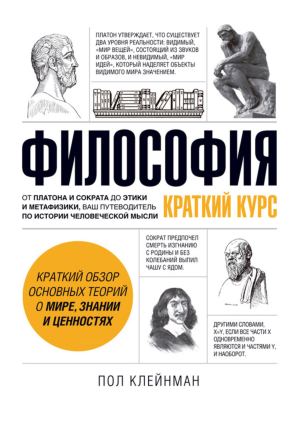 ПЛАТОН УТВЕРЖДАЕТ, ЧТО СУЩЕСТВУЕТ
ДВА УРОВНЯ РЕАЛЬНОСТИ: ВИДИМЫЙ,
«МИР ВЕЩЕЙ», СОСТОЯЩИЙ ИЗ ЗВУКОВ
И ОБРАЗОВ, И НЕВИДИМЫЙ, «МИР
ИДЕЙ», КОТОРЫЙ НАДЕЛЯЕТ ОБЪЕКТЫ
ВИДИМОГО МИРА ЗНАЧЕНИЕМ.
ФИЛОСОФИЯ
ОТ ПЛАТОНА И СОКРАТА ДО ЭТИКИ
И МЕТАФИЗИКИ, ВАШ ПУТЕВОДИТЕЛЬ
ПО ИСТОРИИ ЧЕЛОВЕЧЕСКОЙ МЫСЛИ
КРАТКИЙ КУРС
СОКРАТ ПРЕДПОЧЕЛ
СМЕРТЬ ИЗГНАНИЮ
С РОДИНЫ И БЕЗ
КОЛЕБАНИЙ ВЫПИЛ
ЧАШУ С ЯДОМ.
КРАТКИЙ ОБЗОР
ОСНОВНЫХ ТЕОРИЙ
О МИРЕ, ЗНАНИИ
И ЦЕННОСТЯХ
ДРУГИМИ СЛОВАМИ,
X=Y, ЕСЛИ ВСЕ ЧАСТИ X
ОДНОВРЕМЕННО
ЯВЛЯЮТСЯ И ЧАСТЯМИ Y,
И НАОБОРОТ.
ПОЛ КЛЕЙНМАН